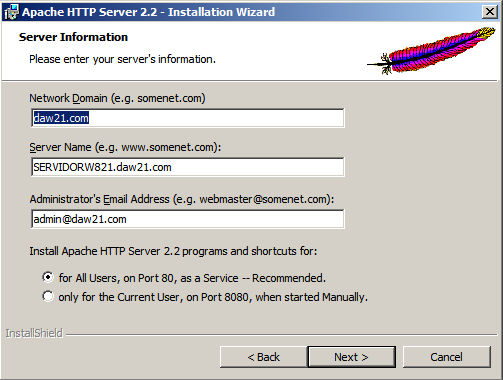 Apache HTTP Server 2.2 - Installation Wizard
Server Information
Please enter your server's information.
Network Domain (e.g. somenet.com)
daw21.com
Server Name (e.g. www.somenet.com):
SERVIDORW821.daw21.com
Administrator's Email Address (e.g. webmaster@somenet.com):
admin@daw21.com
Install Apache HTTP Server 2.2 programs and shortcuts for:
for All Users, on Port 80, as a Service -- Recommended.
only for the Current User, on Port 8080, when started Manually.
InstallShield
< Back Next > Cancel